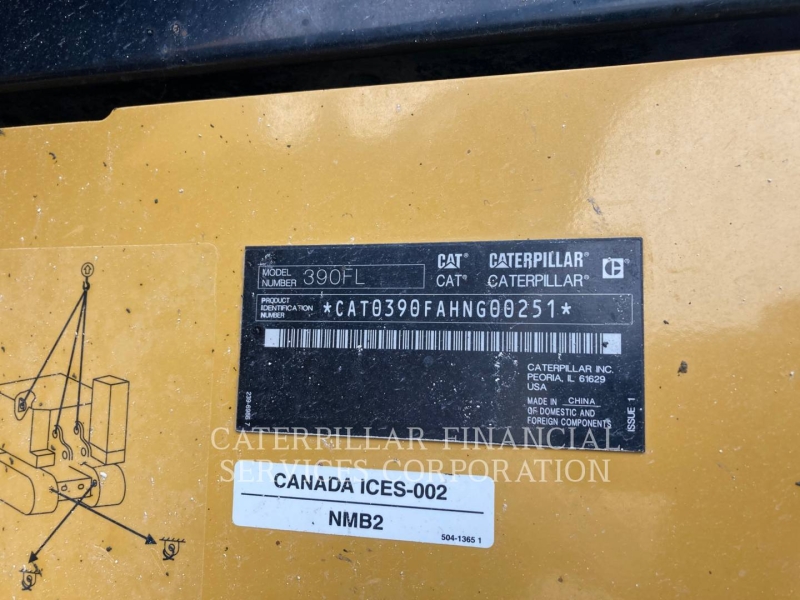 CAT® CATERPILLAR®
CAT® CATERPILLAR® C
MODEL NUMBER 390FL
PRODUCT IDENTIFICATION NUMBER *CAT0390FAHNG00251*
CATERPILLAR INC.
PEORIA, IL 61629
USA
MADE IN CHINA
OF DOMESTIC AND
FOREIGN COMPONENTS
ISSUE 1
CATERPILLAR FINANCIAL
SERVICES CORPORATION
CANADA ICES-002
NMB2
504-1365 1